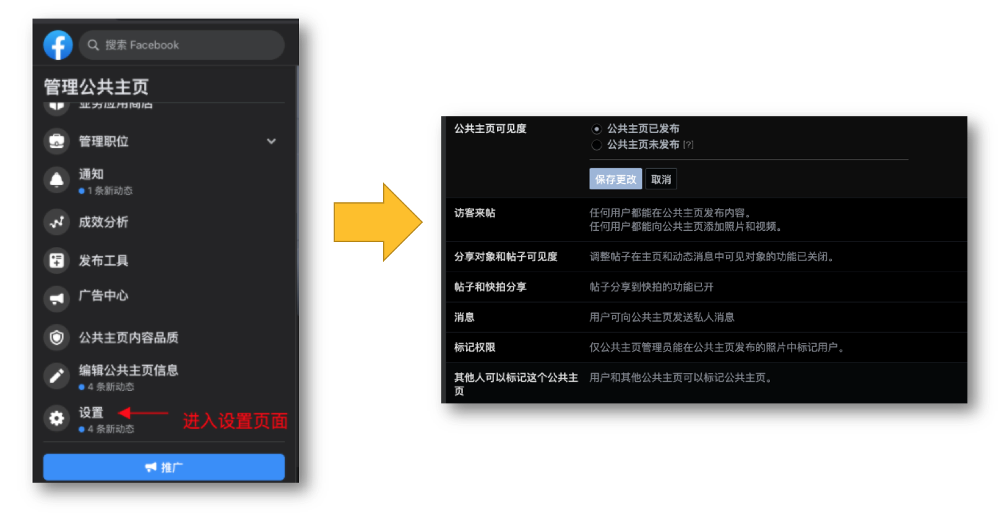 搜索 Facebook
管理公共主页
业务应用商店
管理职位
通知
1 条新动态
成效分析
发布工具
广告中心
公共主页内容品质
编辑公共主页信息
4 条新动态
设置
4 条新动态
进入设置页面
推广
公共主页可见度
公共主页已发布
公共主页未发布 [?]
保存更改 取消
访客来帖
任何用户都能在公共主页发布内容。
任何用户都能向公共主页添加照片和视频。
分享对象和帖子可见度
调整帖子在主页和动态消息中可见对象的功能已关闭。
帖子和快拍分享
帖子分享到快拍的功能已开
消息
用户可向公共主页发送私人消息
标记权限
仅公共主页管理员能在公共主页发布的照片中标记用户。
其他人可以标记这个公共主
页
用户和其他公共主页可以标记公共主页。